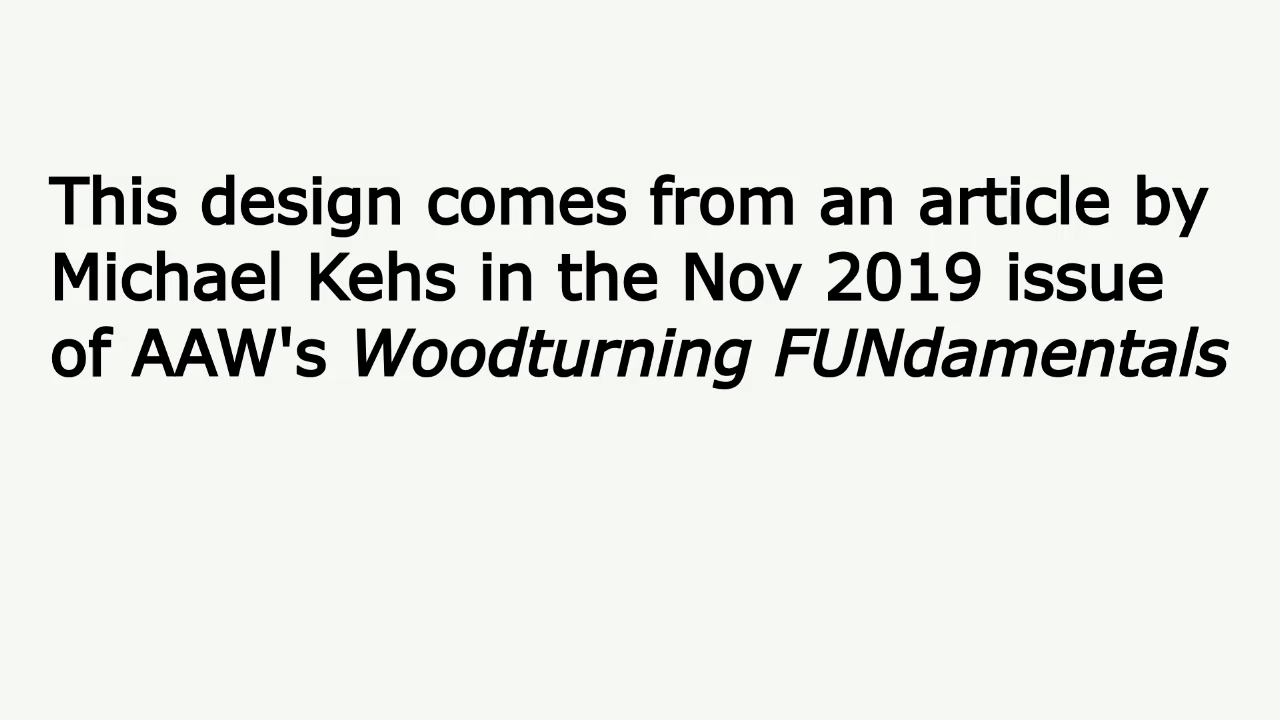 This design comes from an article by
Michael Kehs in the Nov 2019 issue
of AAW's Woodturning FUNdamentals